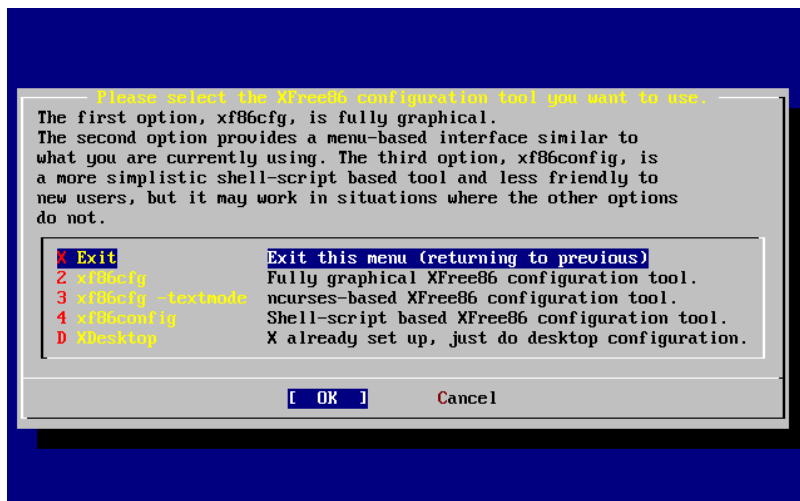 Please select the XFree86 configuration tool you want to use.
The first option, xf86cfg, is fully graphical.
The second option provides a menu-based interface similar to
what you are currently using. The third option, xf86config, is
a more simplistic shell-script based tool and less friendly to
new users, but it may work in situations where the other options
do not.
X Exit Exit this menu (returning to previous)
2 xf86cfg Fully graphical XFree86 configuration tool.
3 xf86cfg -textmode ncurses-based XFree86 configuration tool.
4 xf86config Shell-script based XFree86 configuration tool.
D XDesktop X already set up, just do desktop configuration.
[ OK ] Cancel